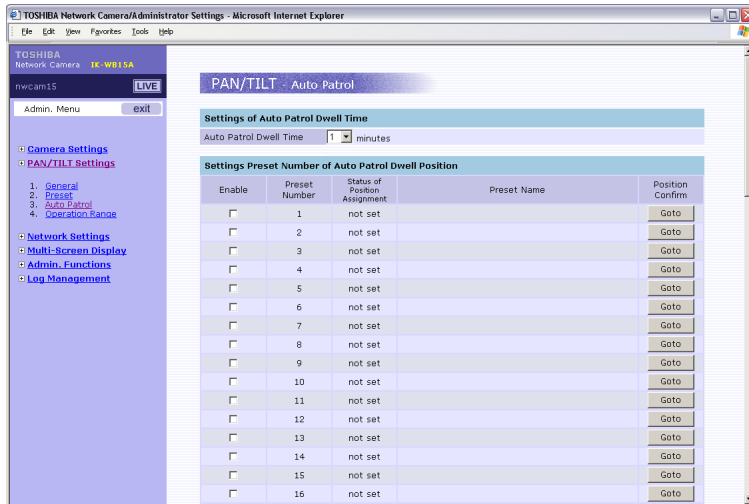 TOSHIBA Network Camera/Administrator Settings - Microsoft Internet Explorer
File Edit View Favorites Tools Help
TOSHIBA
Network Camera IK-WB15A
nwcam15 LIVE
Admin. Menu exit
Camera Settings
PAN/TILT Settings
1. General
2. Preset
3. Auto Patrol
4. Operation Range
Network Settings
Multi-Screen Display
Admin. Functions
Log Management
PAN/TILT - Auto Patrol
Settings of Auto Patrol Dwell Time
Auto Patrol Dwell Time 1 minutes
Settings Preset Number of Auto Patrol Dwell Position
Enable Preset Number Status of Position Assignment Preset Name Position Confirm
1 not set Goto
2 not set Goto
3 not set Goto
4 not set Goto
5 not set Goto
6 not set Goto
7 not set Goto
8 not set Goto
9 not set Goto
10 not set Goto
11 not set Goto
12 not set Goto
13 not set Goto
14 not set Goto
15 not set Goto
16 not set Goto